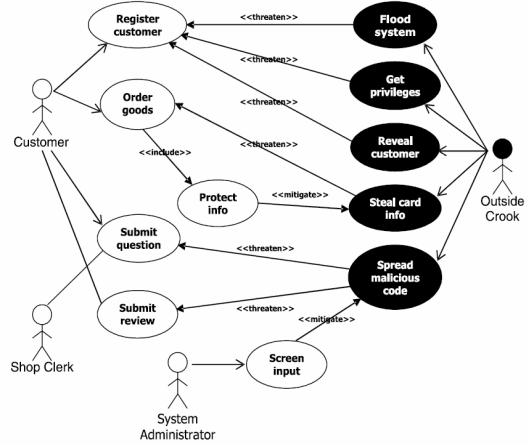 Register
customer
<<threaten>>
Flood
system
<<threaten>>
Get
privileges
Order
goods
<<threaten>>
Reveal
customer
Customer
<<include>>
<<threaten>>
Outside
Crook
Protect
info
<<mitigate>>
Steal card
info
Submit
question
<<threaten>>
Spread
malicious
code
Submit
review
<<threaten>>
<<mitigate>>
Shop Clerk
Screen
input
System
Administrator